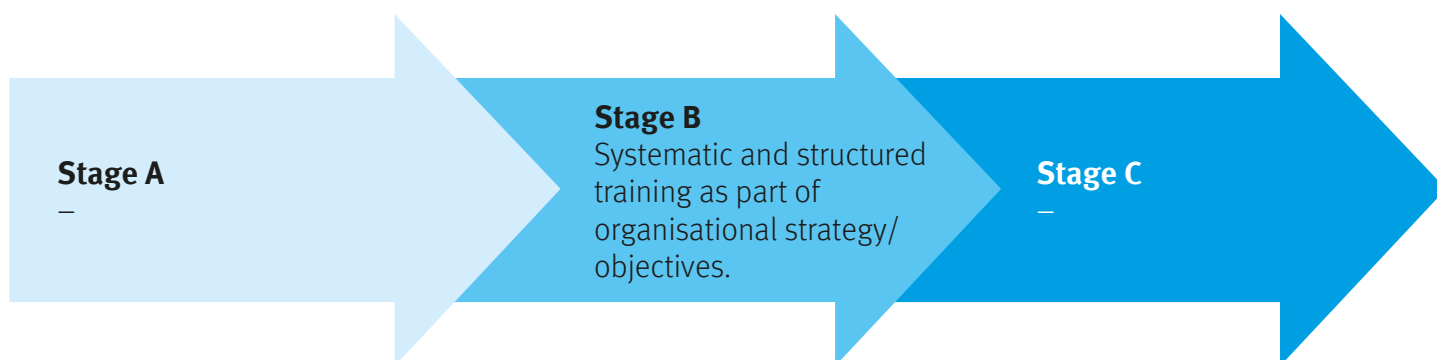 Stage A
–
Stage B
Systematic and structured
training as part of
organisational strategy/
objectives.
Stage C
–